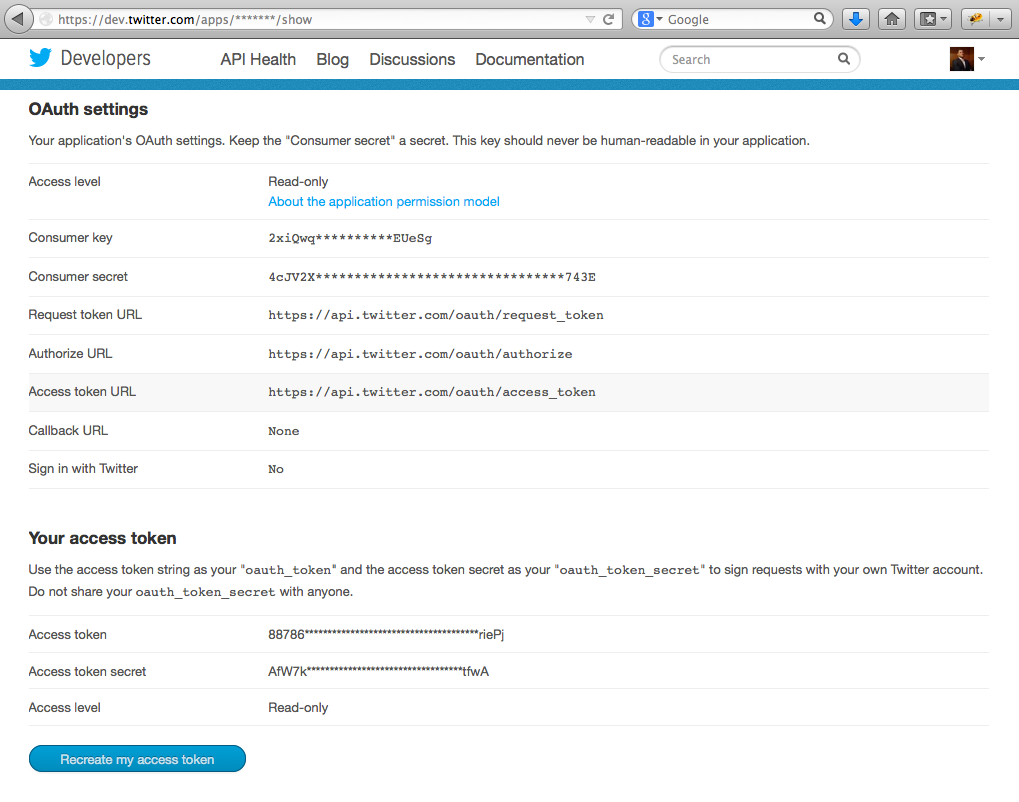 https://dev.twitter.com/apps/*******/show
8 Google
Developers
API Health Blog Discussions Documentation Search
OAuth settings
Your application's OAuth settings. Keep the "Consumer secret" a secret. This key should never be human-readable in your application.
Access level Read-only
About the application permission model
Consumer key 2xiQwq**********EUeSg
Consumer secret 4cJV2X********************************743E
Request token URL https://api.twitter.com/oauth/request_token
Authorize URL https://api.twitter.com/oauth/authorize
Access token URL https://api.twitter.com/oauth/access_token
Callback URL None
Sign in with Twitter No
Your access token
Use the access token string as your "oauth_token" and the access token secret as your "oauth_token_secret" to sign requests with your own Twitter account.
Do not share your oauth_token_secret with anyone.
Access token 88786***************************************riePj
Access token secret AfW7k***********************************tfwA
Access level Read-only
Recreate my access token